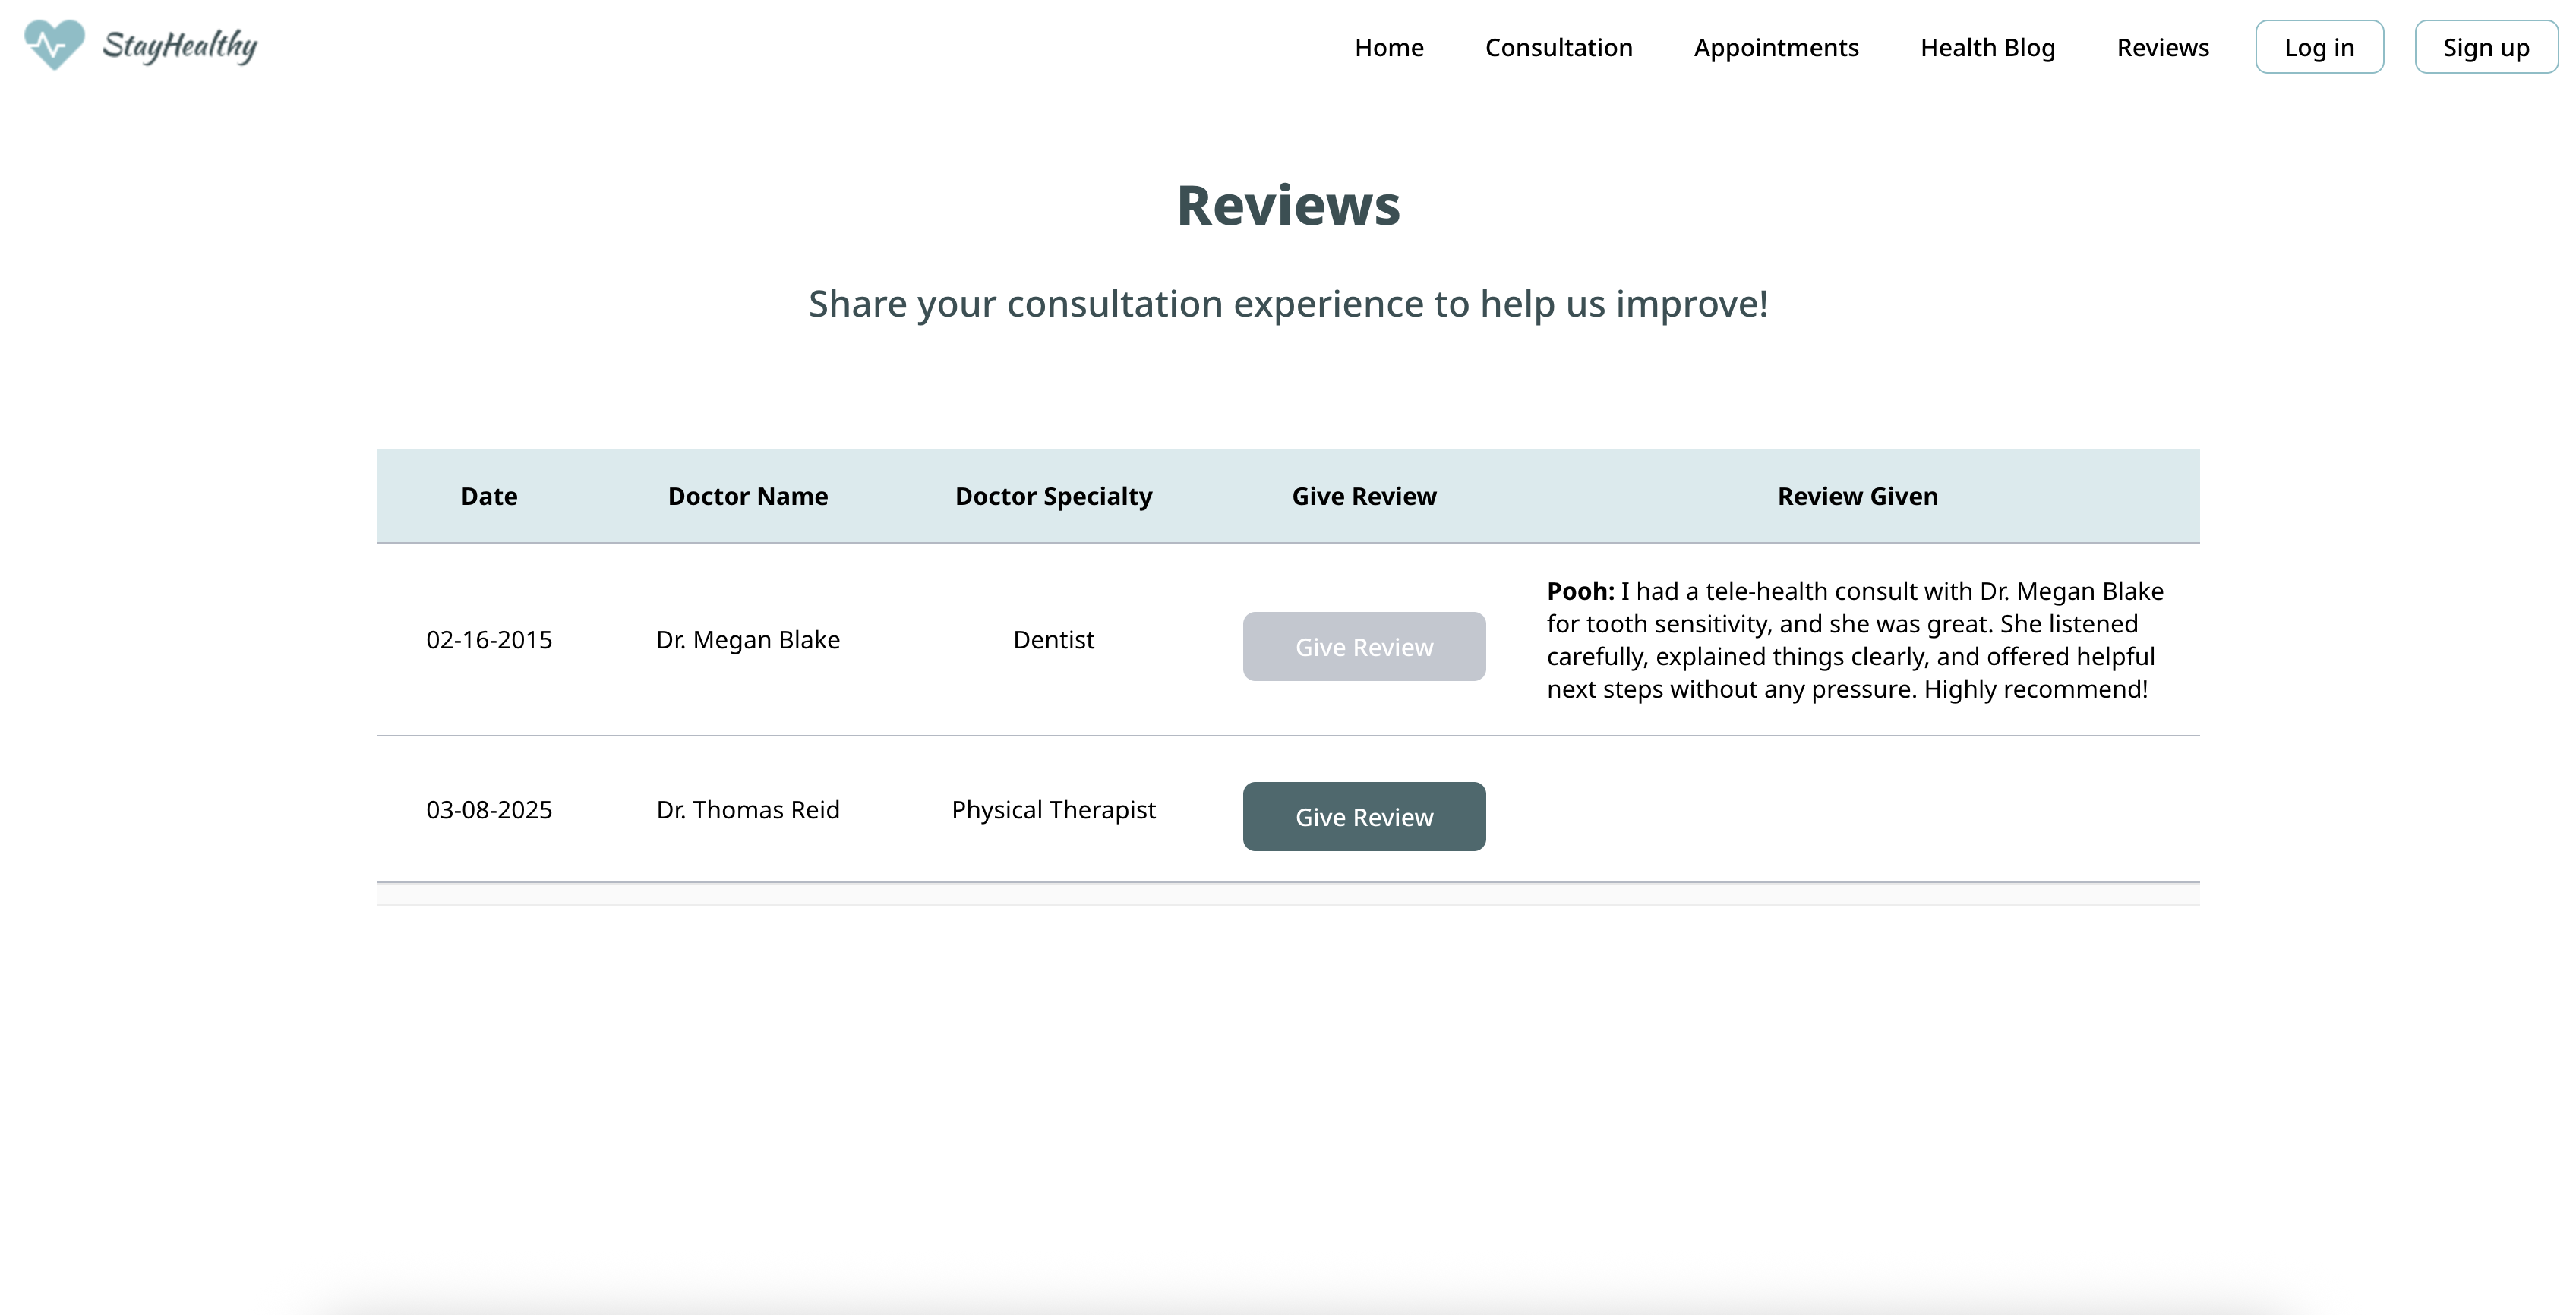 StayHealthy
Home Consultation Appointments Health Blog Reviews Log in Sign up
Reviews
Share your consultation experience to help us improve!
Date Doctor Name Doctor Specialty Give Review Review Given
02-16-2015 Dr. Megan Blake Dentist Give Review
Pooh: I had a tele-health consult with Dr. Megan Blake
for tooth sensitivity, and she was great. She listened
carefully, explained things clearly, and offered helpful
next steps without any pressure. Highly recommend!
03-08-2025 Dr. Thomas Reid Physical Therapist Give Review